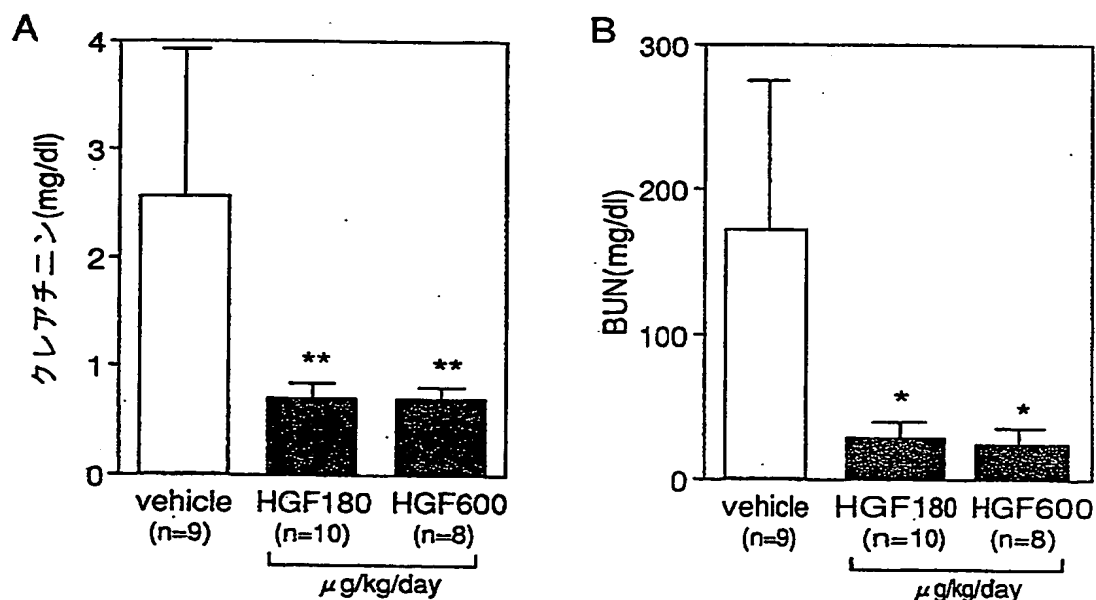 A
クレアチニン(mg/dl)
4
3
2
1
0
** **
vehicle HGF180 HGF600
(n=9) (n=10) (n=8)
μg/kg/day
B
BUN(mg/dl)
300
200
100
0
* *
vehicle HGF180 HGF600
(n=9) (n=10) (n=8)
μg/kg/day